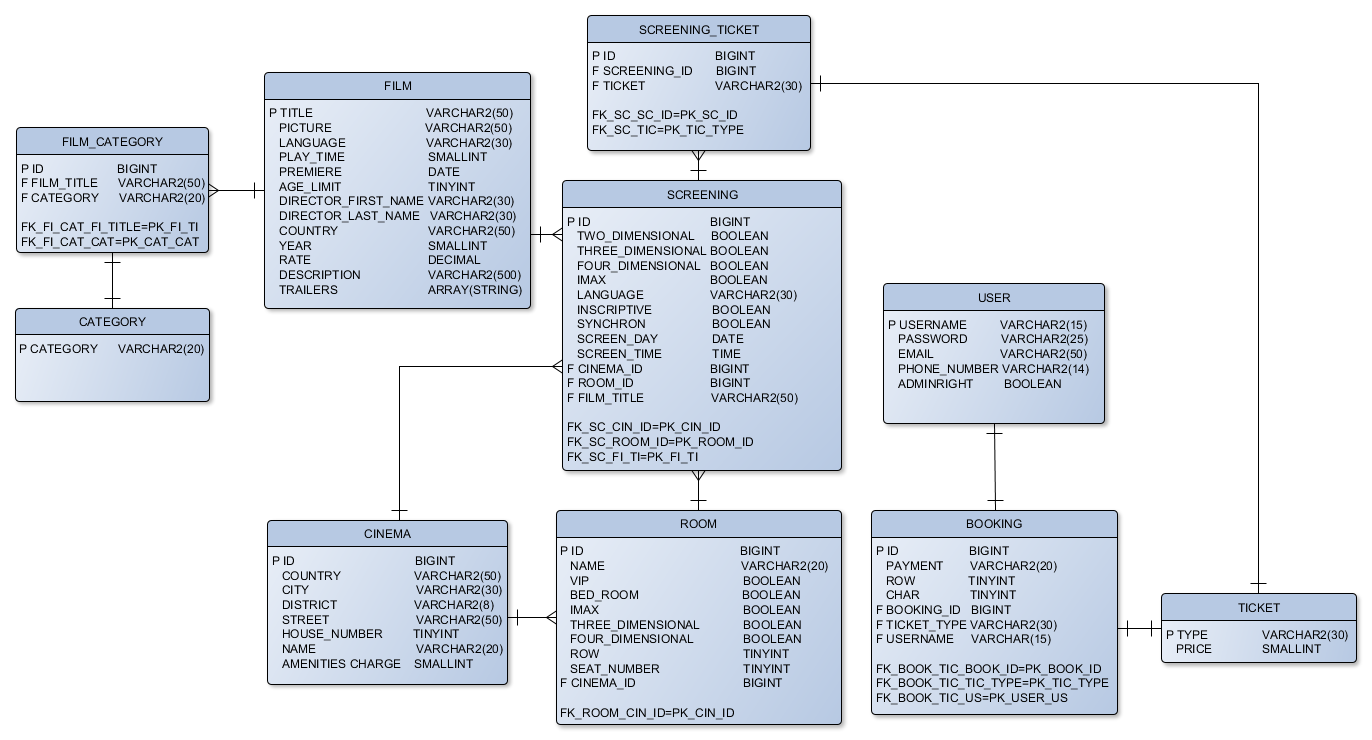 SCREENING_TICKET
P ID BIGINT
F SCREENING_ID BIGINT
F TICKET VARCHAR2(30)
FK_SC_SC_ID=PK_SC_ID
FK_SC_TIC=PK_TIC_TYPE
FILM
P TITLE VARCHAR2(50)
PICTURE VARCHAR2(50)
LANGUAGE VARCHAR2(30)
PLAY_TIME SMALLINT
PREMIERE DATE
AGE_LIMIT TINYINT
DIRECTOR_FIRST_NAME VARCHAR2(30)
DIRECTOR_LAST_NAME VARCHAR2(30)
COUNTRY VARCHAR2(50)
YEAR SMALLINT
RATE DECIMAL
DESCRIPTION VARCHAR2(500)
TRAILERS ARRAY(STRING)
FILM_CATEGORY
P ID BIGINT
F FILM_TITLE VARCHAR2(50)
F CATEGORY VARCHAR2(20)
FK_FI_CAT_FI_TITLE=PK_FI_TI
FK_FI_CAT_CAT=PK_CAT_CAT
CATEGORY
P CATEGORY VARCHAR2(20)
SCREENING
P ID BIGINT
TWO_DIMENSIONAL BOOLEAN
THREE_DIMENSIONAL BOOLEAN
FOUR_DIMENSIONAL BOOLEAN
IMAX BOOLEAN
LANGUAGE VARCHAR2(30)
INSCRIPTIVE BOOLEAN
SYNCHRON BOOLEAN
SCREEN_DAY DATE
SCREEN_TIME TIME
F CINEMA_ID BIGINT
F ROOM_ID BIGINT
F FILM_TITLE VARCHAR2(50)
FK_SC_CIN_ID=PK_CIN_ID
FK_SC_ROOM_ID=PK_ROOM_ID
FK_SC_FI_TI=PK_FI_TI
USER
P USERNAME VARCHAR2(15)
PASSWORD VARCHAR2(25)
EMAIL VARCHAR2(50)
PHONE_NUMBER VARCHAR2(14)
ADMINRIGHT BOOLEAN
CINEMA
P ID BIGINT
COUNTRY VARCHAR2(50)
CITY VARCHAR2(30)
DISTRICT VARCHAR2(8)
STREET VARCHAR2(50)
HOUSE_NUMBER TINYINT
NAME VARCHAR2(20)
AMENITIES CHARGE SMALLINT
ROOM
P ID BIGINT
NAME VARCHAR2(20)
VIP BOOLEAN
BED_ROOM BOOLEAN
IMAX BOOLEAN
THREE_DIMENSIONAL BOOLEAN
FOUR_DIMENSIONAL BOOLEAN
ROW TINYINT
SEAT_NUMBER TINYINT
F CINEMA_ID BIGINT
FK_ROOM_CIN_ID=PK_CIN_ID
BOOKING
P ID BIGINT
PAYMENT VARCHAR2(20)
ROW TINYINT
CHAR TINYINT
F BOOKING_ID BIGINT
F TICKET_TYPE VARCHAR2(30)
F USERNAME VARCHAR(15)
FK_BOOK_TIC_BOOK_ID=PK_BOOK_ID
FK_BOOK_TIC_TIC_TYPE=PK_TIC_TYPE
FK_BOOK_TIC_US=PK_USER_US
TICKET
P TYPE VARCHAR2(30)
PRICE SMALLINT